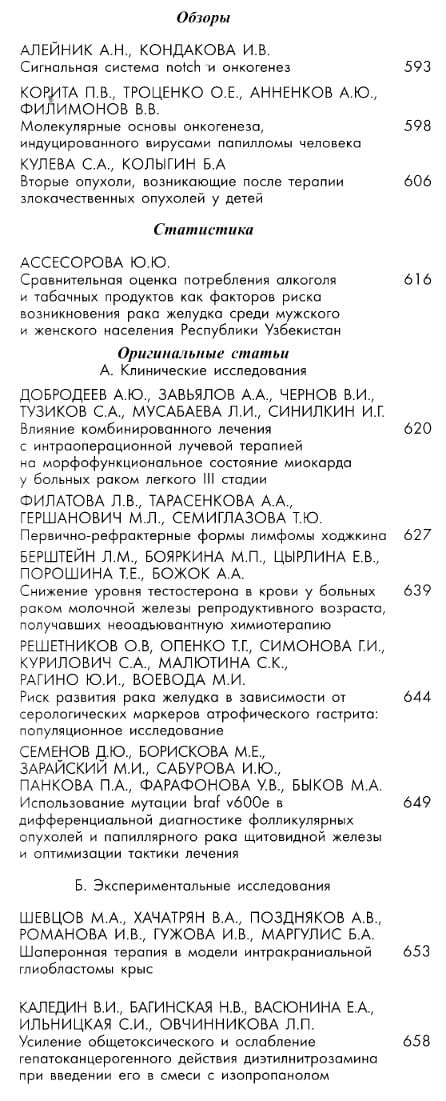 Обзоры
АЛЕЙНИК А.Н., КОНДАКОВА И.В.
Сигнальная система notch и онкогенез 593
КОРИТА П.В., ТРОЦЕНКО О.Е., АННЕНКОВ А.Ю.,
ФИЛИМОНОВ В.В.
Молекулярные основы онкогенеза, 598
индуцированного вирусами папилломы человека
КУЛЕВА С.А., КОЛЫГИН Б.А
Вторые опухоли, возникающие после терапии 606
злокачественных опухолей у детей
Статистика
АССЕСОРОВА Ю.Ю.
Сравнительная оценка потребления алкоголя 616
и табачных продуктов как факторов риска
возникновения рака желудка среди мужского
и женского населения Республики Узбекистан
Оригинальные статьи
А. Клинические исследования
ДОБРОДЕЕВ А.Ю., ЗАВЬЯЛОВ А.А., ЧЕРНОВ В.И.,
ТУЗИКОВ С.А., МУСАБАЕВА Л.И., СИНИЛКИН И.Г.
Влияние комбинированного лечения 620
с интраоперационной лучевой терапией
на морфофункциональное состояние миокарда
у больных раком легкого III стадии
ФИЛАТОВА Л.В., ТАРАСЕНКОВА А.А.,
ГЕРШАНОВИЧ М.Л., СЕМИГЛАЗОВА Т.Ю.
Первично-рефрактерные формы лимфомы ходжкина 627
БЕРШТЕЙН Л.М., БОЯРКИНА М.П., ЦЫРЛИНА Е.В.,
ПОРОШИНА Т.Е., БОЖОК А.А.
Снижение уровня тестостерона в крови у больных 639
раком молочной железы репродуктивного возраста,
получавших неоадъювантную химиотерапию
РЕШЕТНИКОВ О.В, ОПЕНКО Т.Г., СИМОНОВА Г.И.,
КУРИЛОВИЧ С.А., МАЛЮТИНА С.К.,
РАГИНО Ю.И., ВОЕВОДА М.И.
Риск развития рака желудка в зависимости от 644
серологических маркеров атрофического гастрита:
популяционное исследование
СЕМЕНОВ Д.Ю., БОРИСКОВА М.Е.,
ЗАРАЙСКИЙ М.И., САБУРОВА И.Ю.,
ПАНКОВА П.А., ФАРАФОНОВА У.В., БЫКОВ М.А.
Использование мутации braf v600e в 649
дифференциальной диагностике фолликулярных
опухолей и папиллярного рака щитовидной железы
и оптимизации тактики лечения
Б. Экспериментальные исследования
ШЕВЦОВ М.А., ХАЧАТРЯН В.А., ПОЗДНЯКОВ А.В.,
РОМАНОВА И.В., ГУЖОВА И.В., МАРГУЛИС Б.А.
Шаперонная терапия в модели интракраниальной 653
глиобластомы крыс
КАЛЕДИН В.И., БАГИНСКАЯ Н.В., ВАСЮНИНА Е.А.,
ИЛЬНИЦКАЯ С.И., ОВЧИННИКОВА Л.П.
Усиление общетоксического и ослабление 658
гепатоканцерогенного действия диэтилнитрозамина
при введении его в смеси с изопропанолом